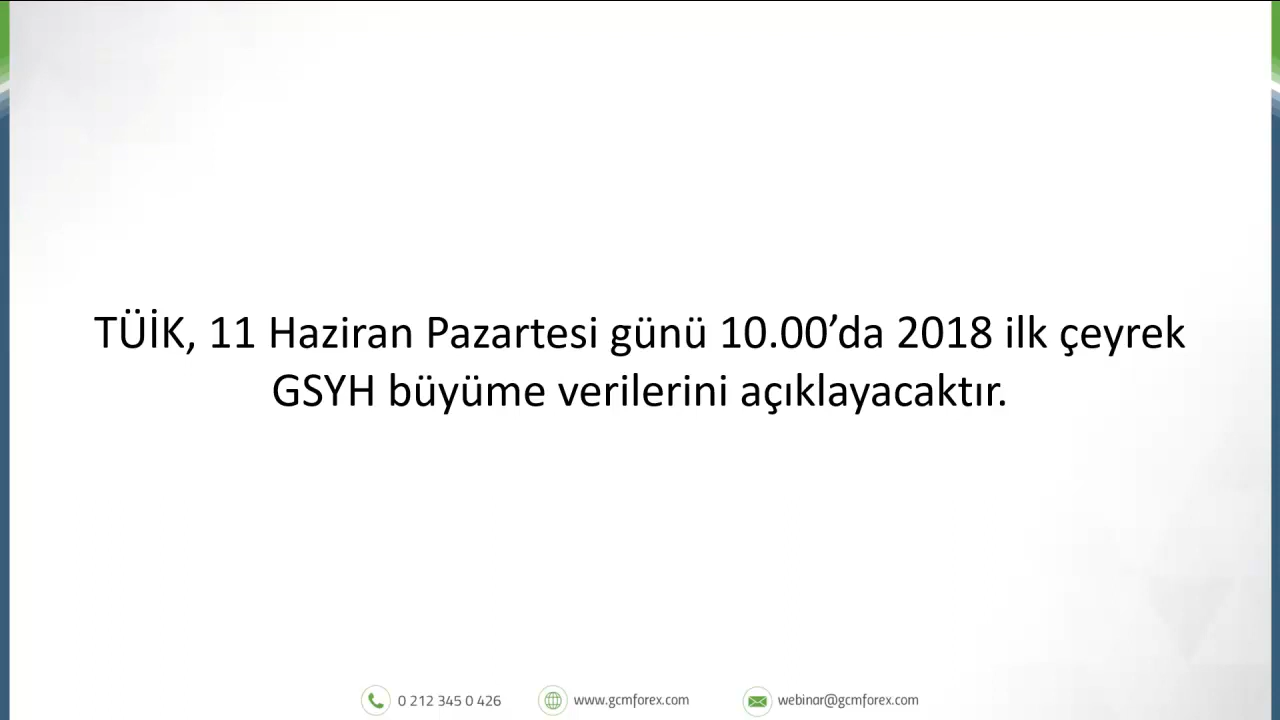 TÜİK, 11 Haziran Pazartesi günü 10.00’da 2018 ilk çeyrek
GSYH büyüme verilerini açıklayacaktır.
0 212 345 0 426 www.gcmforex.com webinar@gcmforex.com